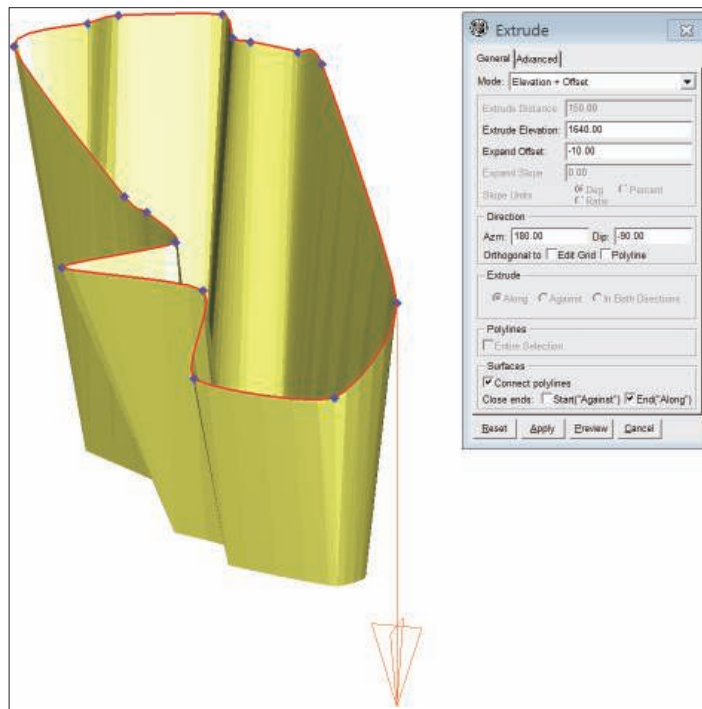 Extrude
General Advanced
Mode: Elevation + Offset
Extrude Distance 150.00
Extrude Elevation: 1640.00
Expand Offset: -10.00
Expand Slope 0.00
Slope Units Deg Percent
Ratio
Direction
Azm: 180.00 Dip: -90.00
Orthogonal to Edit Grid Polyline
Extrude
Along Against In Both Directions
Polylines
Entire Selection
Surfaces
Connect polylines
Close ends: Start("Against") End("Along")
Reset Apply Preview Cancel